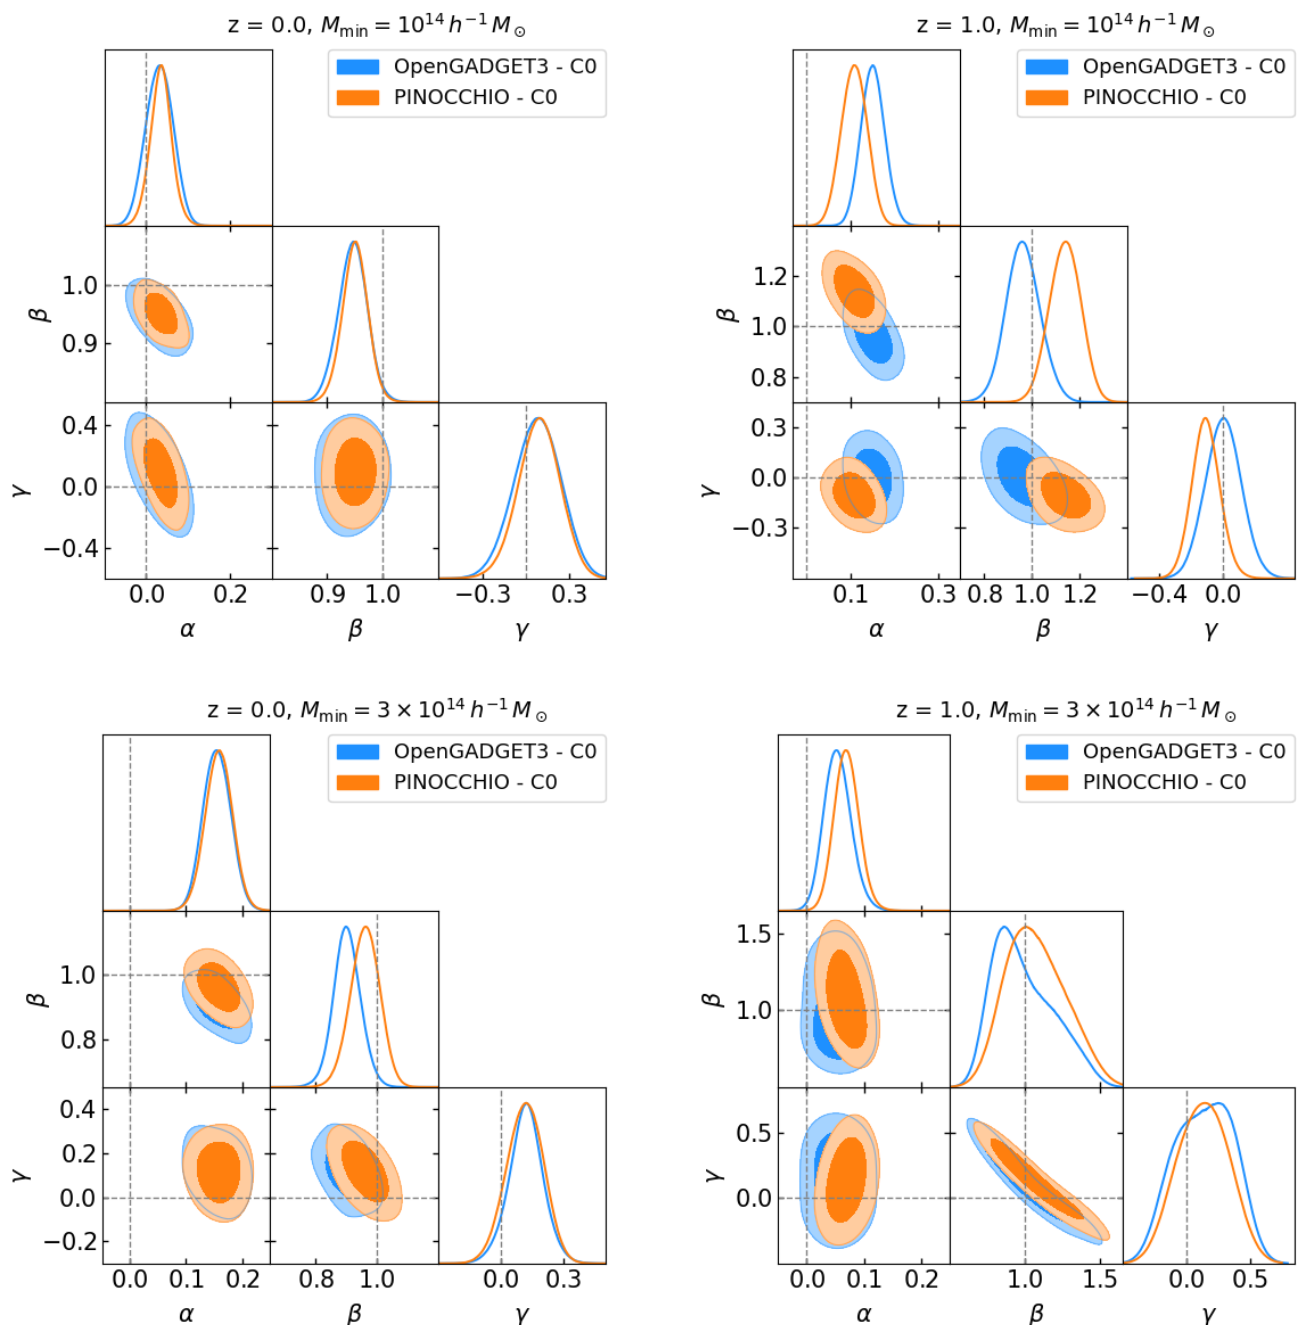 z = 0.0, M_min = 10^14 h^−1 M_⊙
OpenGADGET3 - C0
PINOCCHIO - C0
1.0
0.9
β
0.4
0.0
−0.4
γ
0.0 0.2
0.9 1.0
−0.3 0.3
α
β
γ
z = 1.0, M_min = 10^14 h^−1 M_⊙
OpenGADGET3 - C0
PINOCCHIO - C0
1.2
1.0
0.8
β
0.3
0.0
−0.3
γ
0.1 0.3
0.8 1.0 1.2
−0.4 0.0
α
β
γ
z = 0.0, M_min = 3 × 10^14 h^−1 M_⊙
OpenGADGET3 - C0
PINOCCHIO - C0
1.0
0.8
β
0.4
0.2
0.0
−0.2
γ
0.0 0.1 0.2
0.8 1.0
0.0 0.3
α
β
γ
z = 1.0, M_min = 3 × 10^14 h^−1 M_⊙
OpenGADGET3 - C0
PINOCCHIO - C0
1.5
1.0
β
0.5
0.0
γ
0.0 0.1 0.2
1.0 1.5
0.0 0.5
α
β
γ